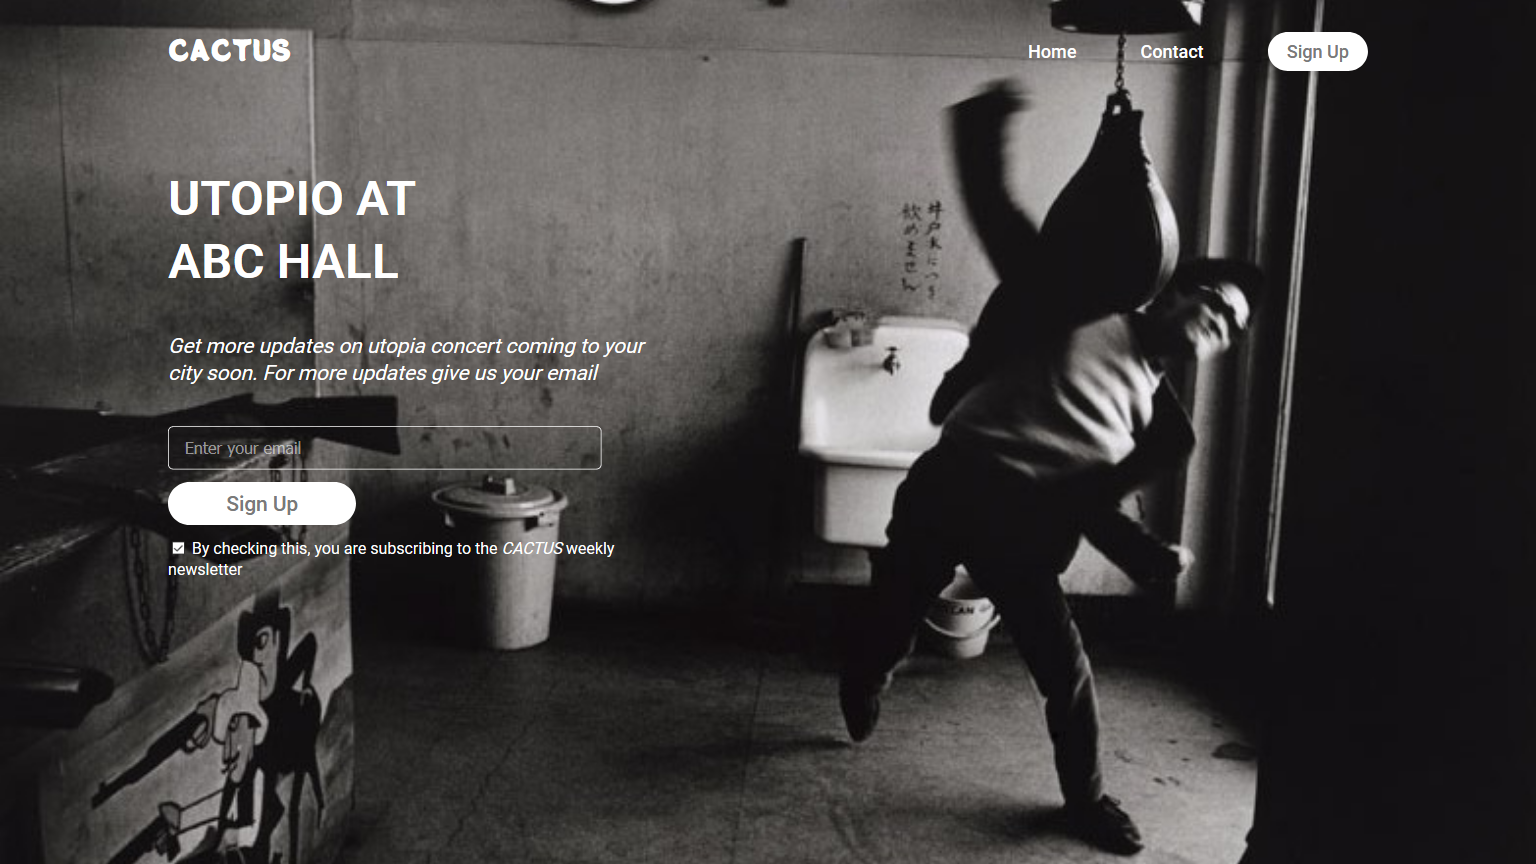 CACTUS
Home
Contact
Sign Up
UTOPIO AT
ABC HALL
Get more updates on utopia concert coming to your
city soon. For more updates give us your email
Enter your email
Sign Up
By checking this, you are subscribing to the CACTUS weekly
newsletter
井戸水につき
飲めません